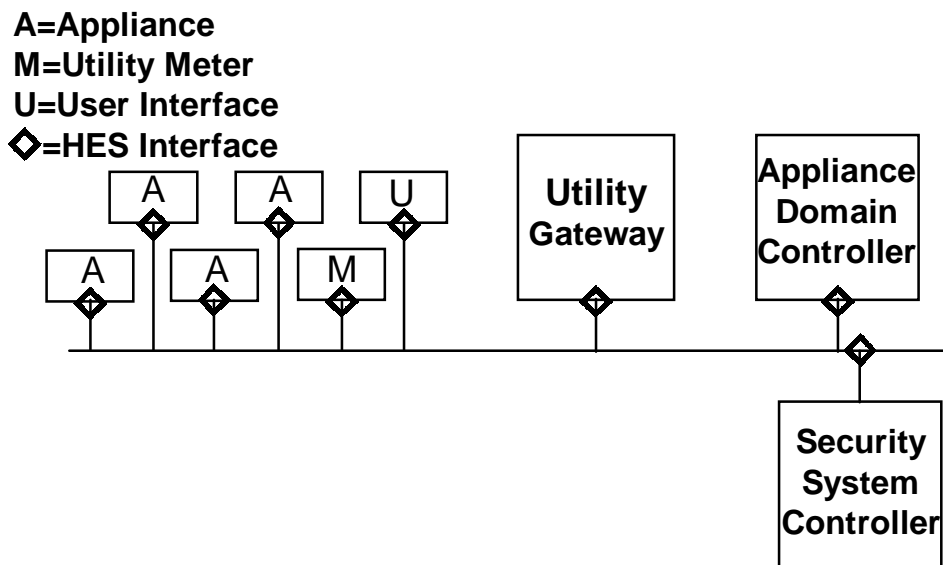 A=Appliance
M=Utility Meter
U=User Interface
=HES Interface
A
A
U
A
A
M
Utility
Gateway
Appliance
Domain
Controller
Security
System
Controller